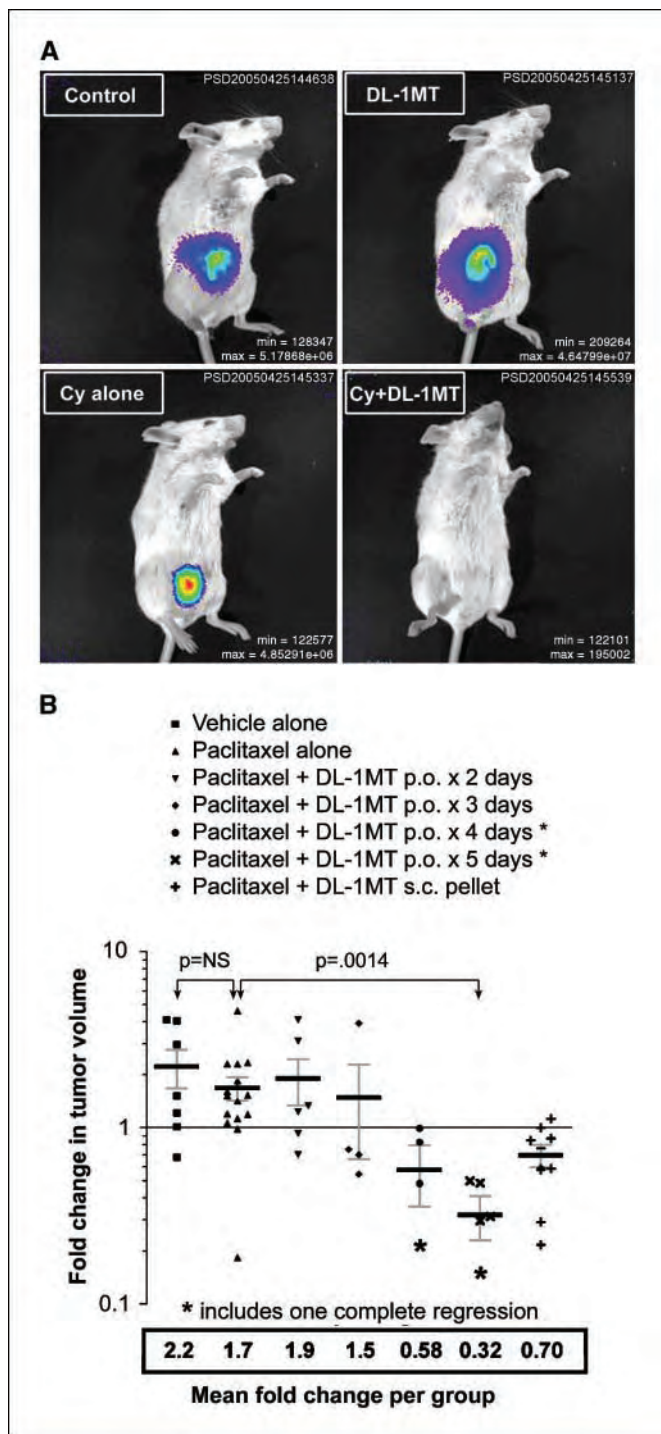 A
Control
PSD20050425144638
min = 128347
max = 5.17868e+06
DL-1MT
PSD20050425145137
min = 209264
max = 4.64799e+07
Cy alone
PSD20050425145337
min = 122577
max = 4.85291e+06
Cy+DL-1MT
PSD20050425145539
min = 122101
max = 195002
B
Vehicle alone
Paclitaxel alone
Paclitaxel + DL-1MT p.o. x 2 days
Paclitaxel + DL-1MT p.o. x 3 days
Paclitaxel + DL-1MT p.o. x 4 days *
Paclitaxel + DL-1MT p.o. x 5 days *
Paclitaxel + DL-1MT s.c. pellet
Fold change in tumor volume
10
1
0.1
p=NS
p=.0014
*
*
* includes one complete regression
2.2 1.7 1.9 1.5 0.58 0.32 0.70
Mean fold change per group